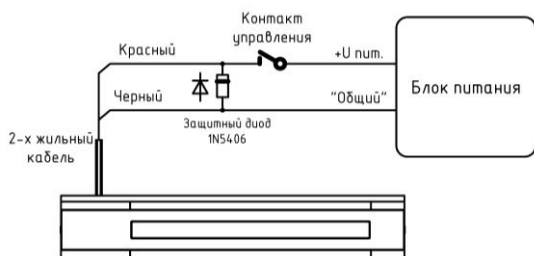 Контакт
управления
Красный
+U пит.
Блок питания
Черный
"Общий"
Защитный диод
1N5406
2-х жильный
кабель